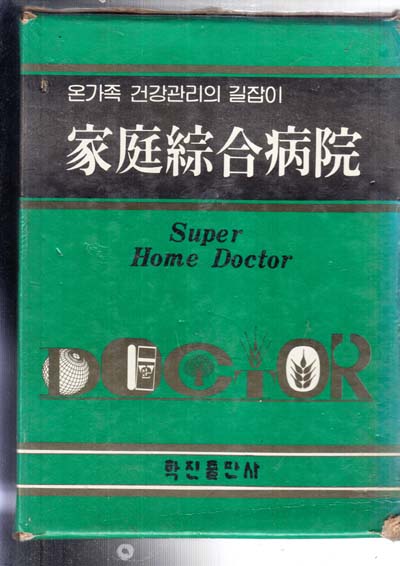 온가족 건강관리의 길잡이
家庭綜合病院
Super
Home Doctor
DOCTOR
학진출판사